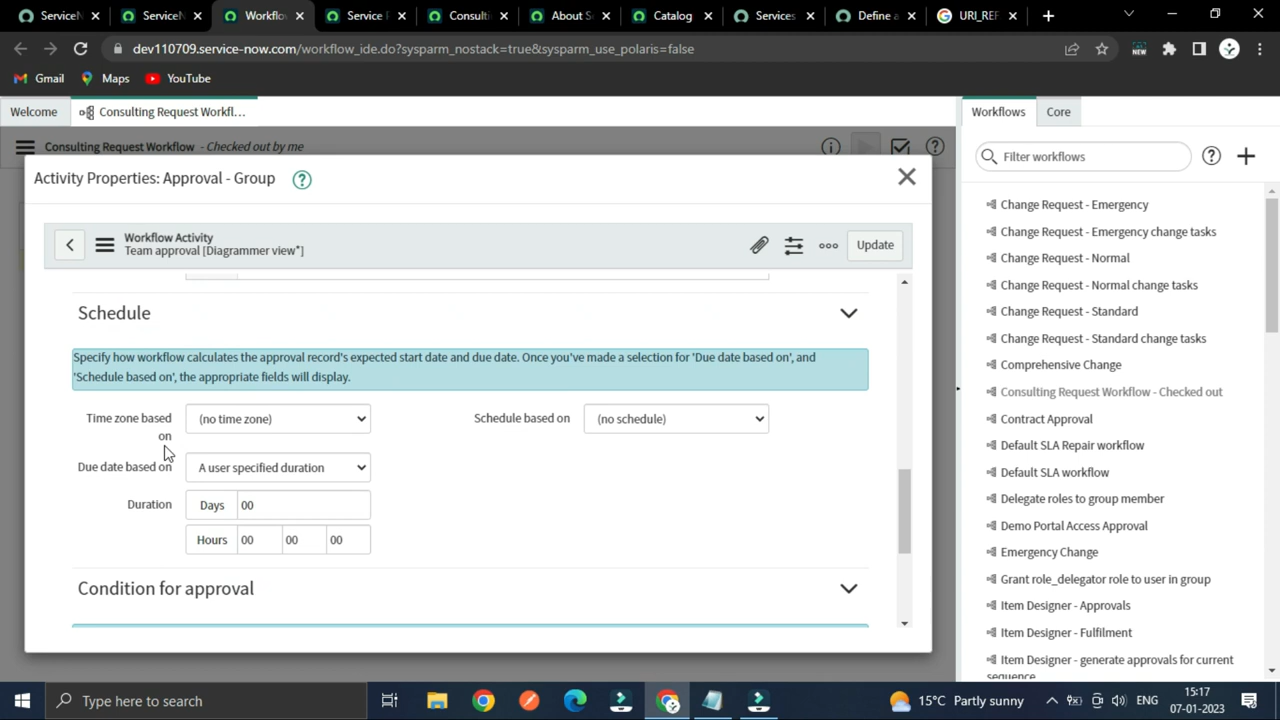 ServiceN
ServiceN
Workflow
Service P
Consulti
About Se
Catalog
Services
Define a
URI_REF
dev110709.service-now.com/workflow_ide.do?sysparm_nostack=true&sysparm_use_polaris=false
NEW
Gmail
Maps
YouTube
Welcome
Consulting Request Workfl...
Workflows
Core
Consulting Request Workflow - Checked out by me
Filter workflows
Activity Properties: Approval - Group
Workflow Activity
Team approval [Diagrammer view*]
Update
Schedule
Specify how workflow calculates the approval record's expected start date and due date. Once you've made a selection for 'Due date based on', and
'Schedule based on', the appropriate fields will display.
Time zone based
on
(no time zone)
Schedule based on
(no schedule)
Due date based on
A user specified duration
Duration
Days
00
Hours
00
00
00
Condition for approval
Change Request - Emergency
Change Request - Emergency change tasks
Change Request - Normal
Change Request - Normal change tasks
Change Request - Standard
Change Request - Standard change tasks
Comprehensive Change
Consulting Request Workflow - Checked out
Contract Approval
Default SLA Repair workflow
Default SLA workflow
Delegate roles to group member
Demo Portal Access Approval
Emergency Change
Grant role_delegator role to user in group
Item Designer - Approvals
Item Designer - Fulfilment
Item Designer - generate approvals for current
sequence
Type here to search
15°C Partly sunny
ENG
15:17
07-01-2023